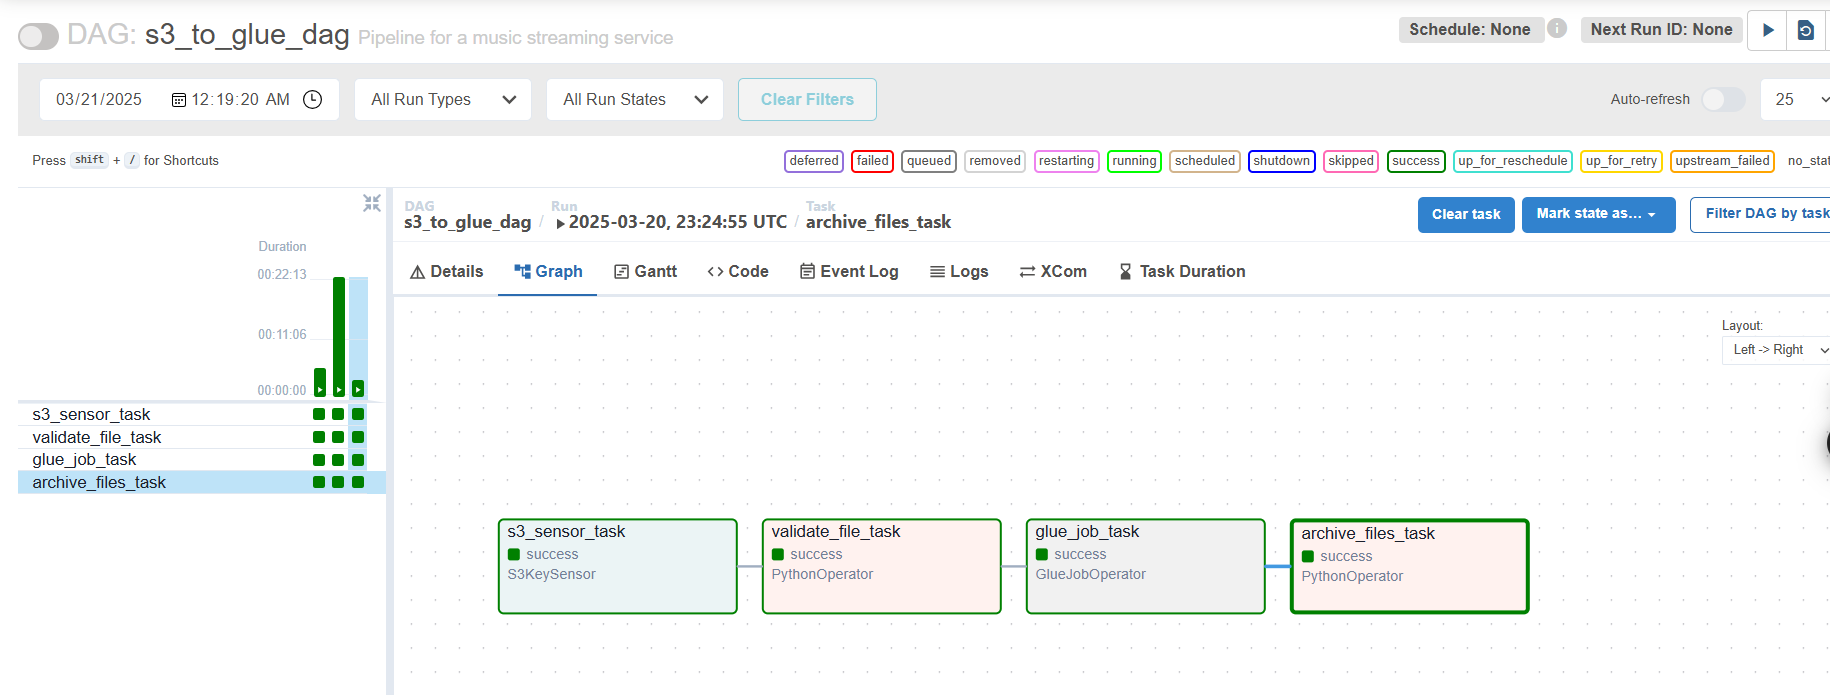 DAG: s3_to_glue_dag Pipeline for a music streaming service
Schedule: None
Next Run ID: None
03/21/2025 12:19:20 AM
All Run Types
All Run States
Clear Filters
Auto-refresh
25
Press shift + / for Shortcuts
deferred failed queued removed restarting running scheduled shutdown skipped success up_for_reschedule up_for_retry upstream_failed no_stat
DAG
s3_to_glue_dag
/
Run
2025-03-20, 23:24:55 UTC
/
Task
archive_files_task
Clear task
Mark state as...
Filter DAG by task
Details
Graph
Gantt
Code
Event Log
Logs
XCom
Task Duration
Duration
00:22:13
00:11:06
00:00:00
s3_sensor_task
validate_file_task
glue_job_task
archive_files_task
Layout:
Left -> Right
s3_sensor_task
success
S3KeySensor
validate_file_task
success
PythonOperator
glue_job_task
success
GlueJobOperator
archive_files_task
success
PythonOperator